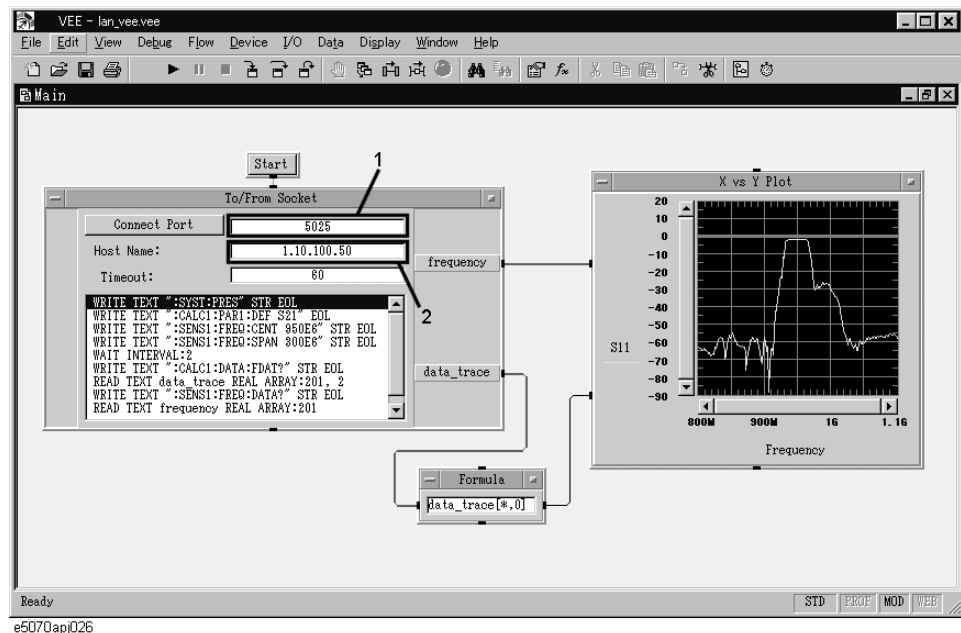 VEE - lan_vee.vee
File Edit View Debug Flow Device I/O Data Display Window Help
Main
Start
1
To/From Socket
Connect Port
5025
Host Name:
1.10.100.50
Timeout:
60
2
WRITE TEXT ":SYST:PRES" STR EOL
WRITE TEXT ":CALC1:PAR1:DEF S21" EOL
WRITE TEXT ":SENS1:FREQ:CENT 950E6" STR EOL
WRITE TEXT ":SENS1:FREQ:SPAN 300E6" STR EOL
WAIT INTERVAL:2
WRITE TEXT ":CALC1:DATA:FDAT?" STR EOL
READ TEXT data_trace REAL ARRAY:201, 2
WRITE TEXT ":SENS1:FREQ:DATA?" STR EOL
READ TEXT frequency REAL ARRAY:201
frequency
data_trace
Formula
data_trace[*,0]
X vs Y Plot
20
10
0
-10
-20
-30
-40
-50
-60
-70
-80
-90
S11
800M 900M 1G 1.1G
Frequency
Ready
STD PROF MOD WEB
e5070apj026